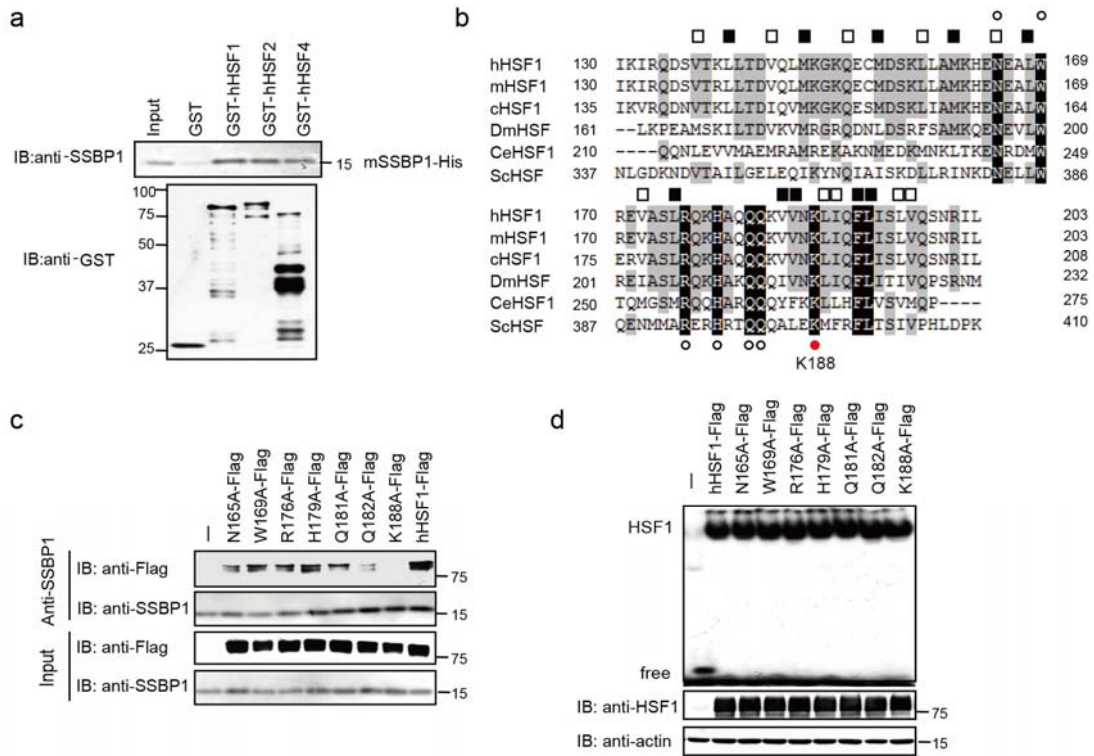 a
Input
GST
GST-hHSF1
GST-hHSF2
GST-hHSF4
IB:anti-SSBP1
15
mSSBP1-His
100
75
50
37
25
IB:anti-GST
b
hHSF1 130 IKIRQDSVTKLLTDVQLMKGKQECMDSKLLAMKHENEALW 169
mHSF1 130 IKIRQDSVTRLLTDVQLMKGKQECMDSKLLAMKHENEALW 169
cHSF1 135 IKVRQDNVTKLLTDIQVMKGKQESMDSKLIAMKHENEALW 164
DmHSF 161 --LKPEAMSKILTDVKVMRGRQDNLDSRFSAMKQENEVLW 200
CeHSF1 210 ----QQNLEVVMAEMRAMREKAKNMEDKMNKLTKENRDMW 249
ScHSF 337 NLGDKNDVTAILGELEQIKYNQIAISKDLLRINKDNELLW 386
hHSF1 170 REVASLRQKHAQQQKVVNKLIQFLISLVQSNRIL 203
mHSF1 170 REVASLRQKHAQQQKVVNKLIQFLISLVQSNRIL 203
cHSF1 175 ERVASLRQKHAQQQKVVNKLIQFLISLVQSNRIL 208
DmHSF 201 REIASLRQKHAKQQQIVNKLIQFLITIVQPSRNM 232
CeHSF1 250 TQMGSMRQQHARQQQYFKKLLHFLVSVMQP---- 275
ScHSF 387 QENMMARERHRTQQQALEKMFRFLTSIVPHLDPK 410
K188
c
—
N165A-Flag
W169A-Flag
R176A-Flag
H179A-Flag
Q181A-Flag
Q182A-Flag
K188A-Flag
hHSF1-Flag
Anti-SSBP1
IB: anti-Flag
75
IB: anti-SSBP1
15
Input
IB: anti-Flag
75
IB: anti-SSBP1
15
d
—
hHSF1-Flag
N165A-Flag
W169A-Flag
R176A-Flag
H179A-Flag
Q181A-Flag
Q182A-Flag
K188A-Flag
HSF1
free
IB: anti-HSF1
75
IB: anti-actin
15